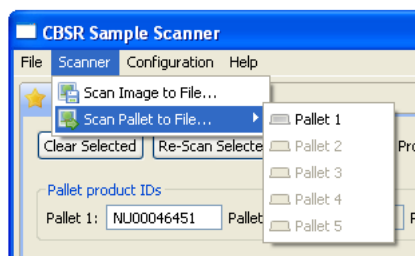 CBSR Sample Scanner
File Scanner Configuration Help
Scan Image to File...
Scan Pallet to File...
Pallet 1
Clear Selected Re-Scan Selecte
Pallet 2
Pallet 3
Pallet product IDs
Pallet 4
Pallet 1: NU00046451 Pallet
Pallet 5